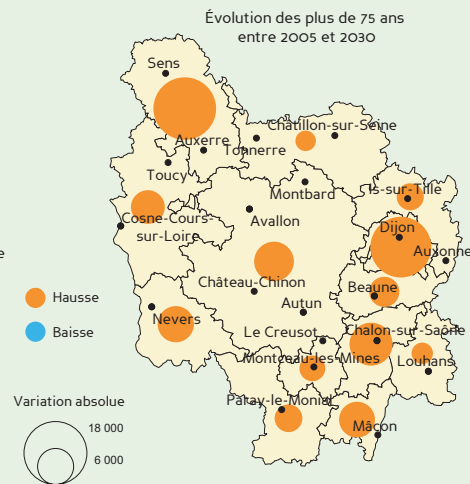 Évolution des plus de 75 ans
entre 2005 et 2030
Sens
Châtillon-sur-Seine
Auxerre
Tonnerre
Toucy
Montbard
Is-sur-Tille
Avallon
Cosne-Cours-
sur-Loire
Dijon
Auxonne
e
Château-Chinon
Beaune
Hausse
Autun
Nevers
Baisse
Le Creusot
Chalon-sur-Saône
Montceau-les-Mines
Louhans
Paray-le-Monial
Variation absolue
Mâcon
18 000
6 000